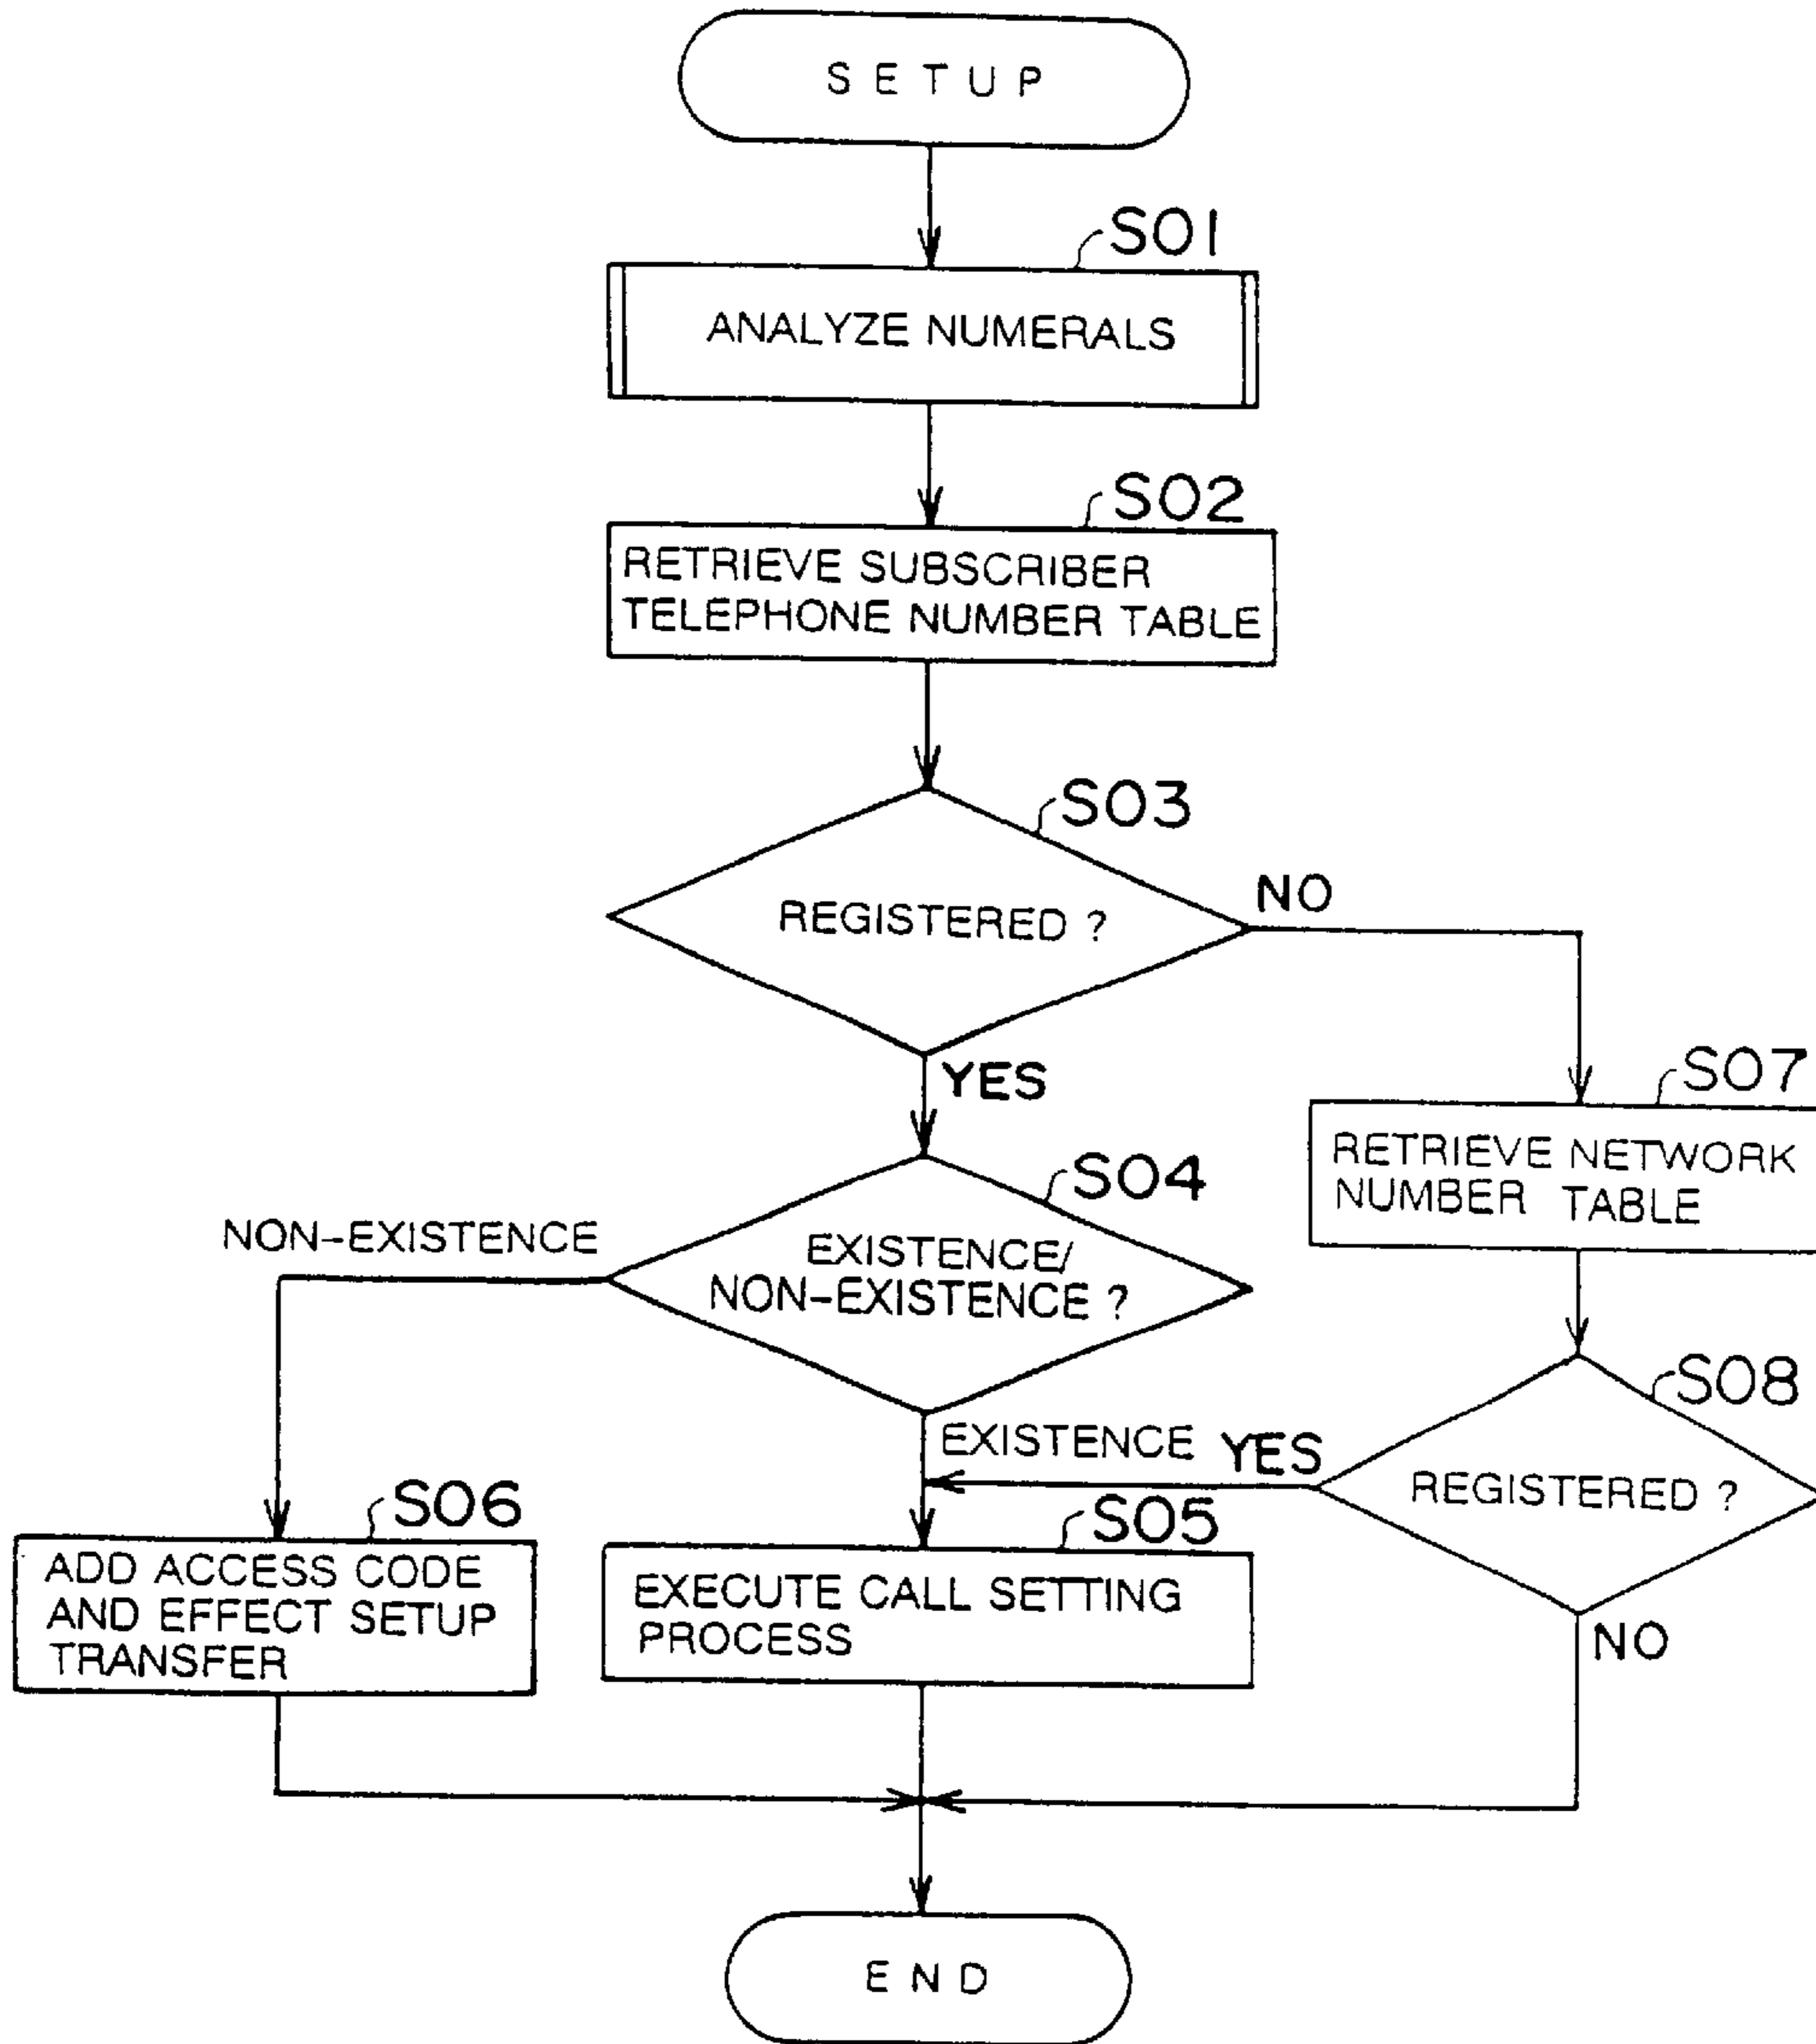 SETUP
S01
ANALYZE NUMERALS
S02
RETRIEVE SUBSCRIBER
TELEPHONE NUMBER TABLE
S03
REGISTERED ?
NO
YES
S07
RETRIEVE NETWORK
NUMBER TABLE
S04
NON-EXISTENCE
EXISTENCE/
NON-EXISTENCE ?
S08
EXISTENCE
YES
REGISTERED ?
NO
S06
ADD ACCESS CODE
AND EFFECT SETUP
TRANSFER
S05
EXECUTE CALL SETTING
PROCESS
END